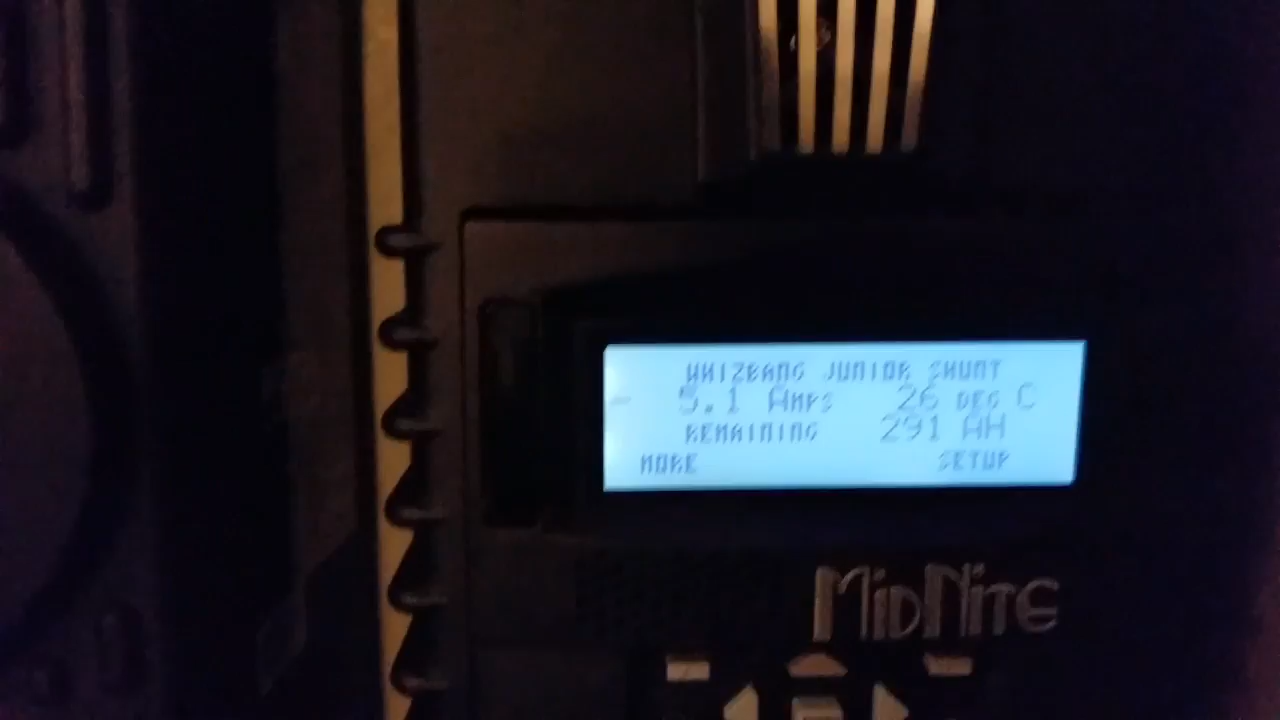 WHIZBANG JUNIOR SHUNT
- 5.1 AMPS 26 DEG C
REMAINING 291 AH
MORE SETUP
MIDNITE